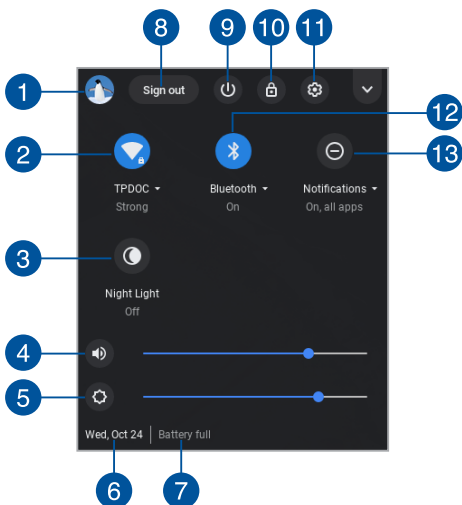 8 9 10 11
1 Sign out
12
2 13
TPDOC Bluetooth Notifications
Strong On On, all apps
3
Night Light
Off
4
5
Wed, Oct 24 Battery full
6 7